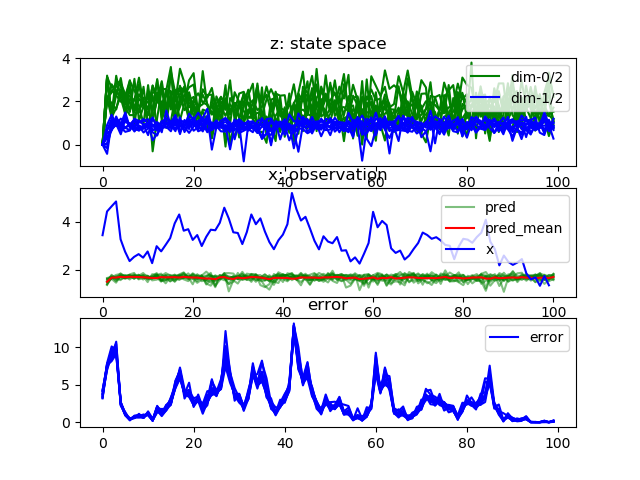 z: state space
4
2
0
dim-0/2
dim-1/2
0 20 40 60 80 100
x: observation
4
2
pred
pred_mean
x
0 20 40 60 80 100
error
10
5
0
error
0 20 40 60 80 100